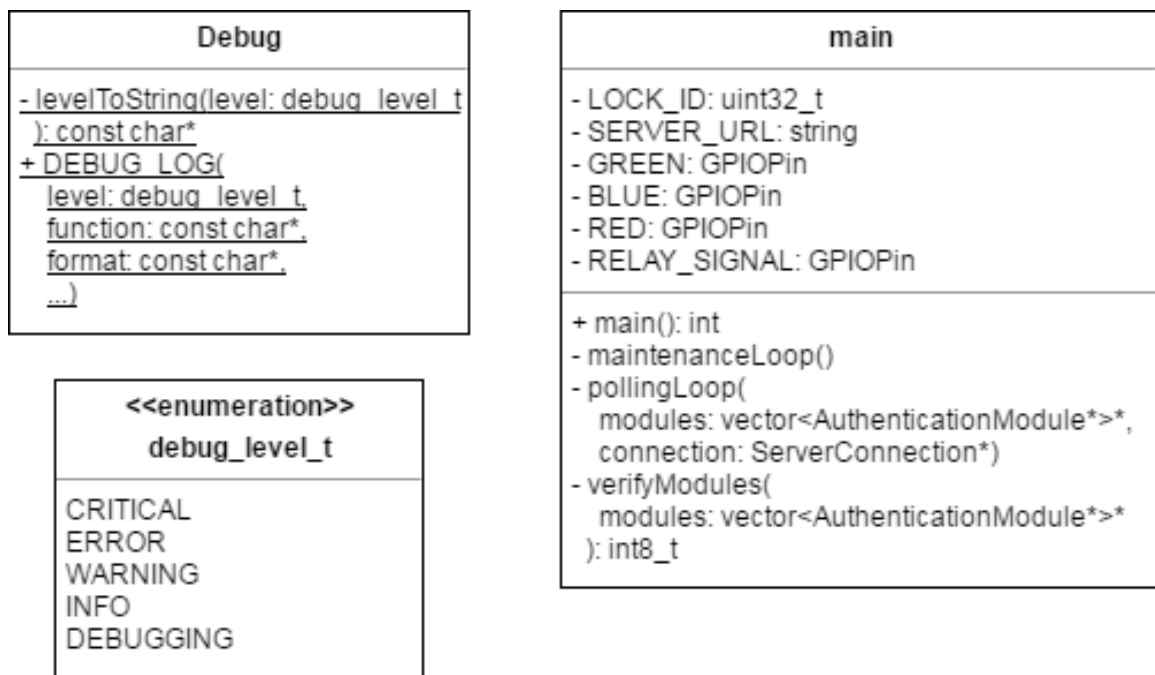 Debug
- levelToString(level: debug_level_t
): const char*
+ DEBUG_LOG(
level: debug_level_t,
function: const char*,
format: const char*,
...)
<<enumeration>>
debug_level_t
CRITICAL
ERROR
WARNING
INFO
DEBUGGING
main
- LOCK_ID: uint32_t
- SERVER_URL: string
- GREEN: GPIOPin
- BLUE: GPIOPin
- RED: GPIOPin
- RELAY_SIGNAL: GPIOPin
+ main(): int
- maintenanceLoop()
- pollingLoop(
modules: vector<AuthenticationModule*>*,
connection: ServerConnection*)
- verifyModules(
modules: vector<AuthenticationModule*>*
): int8_t